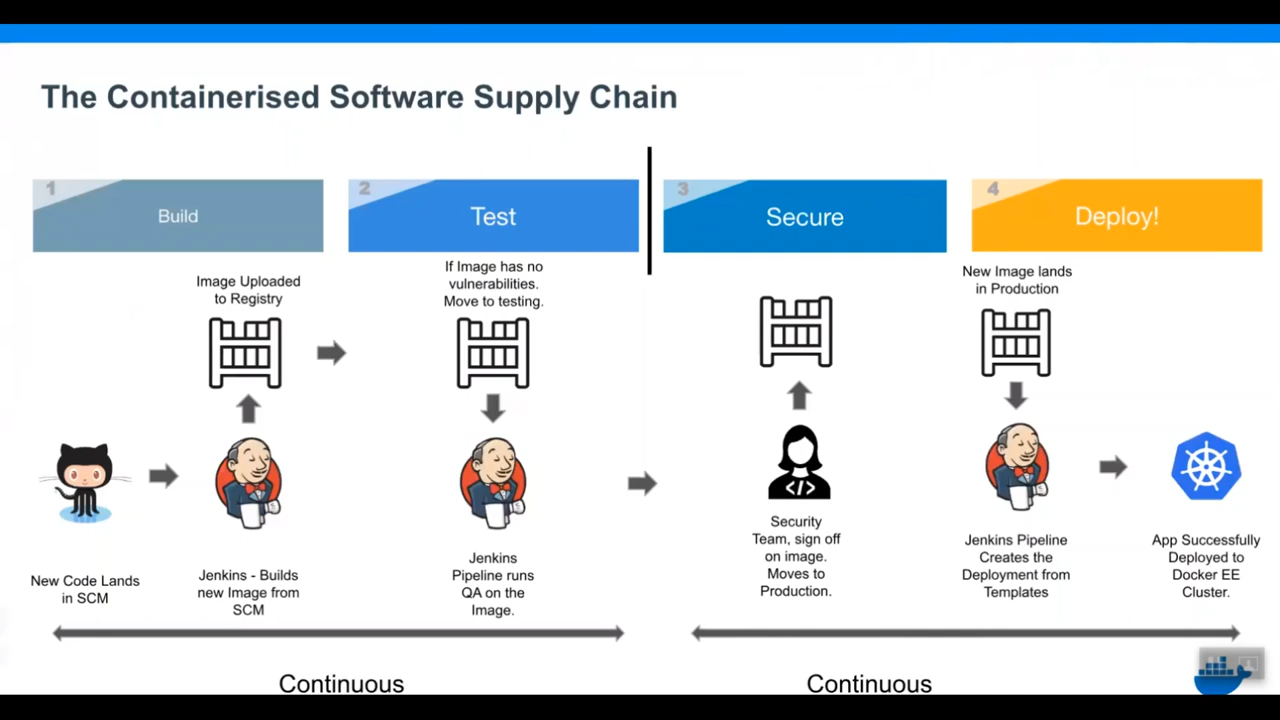 The Containerised Software Supply Chain
1
Build
2
Test
3
Secure
4
Deploy!
Image Uploaded
to Registry
If Image has no
vulnerabilities.
Move to testing.
New Image lands
in Production
New Code Lands
in SCM
Jenkins - Builds
new Image from
SCM
Jenkins
Pipeline runs
QA on the
Image.
</>
Security
Team, sign off
on image.
Moves to
Production.
Jenkins Pipeline
Creates the
Deployment from
Templates
App Successfully
Deployed to
Docker EE
Cluster.
Continuous
Continuous